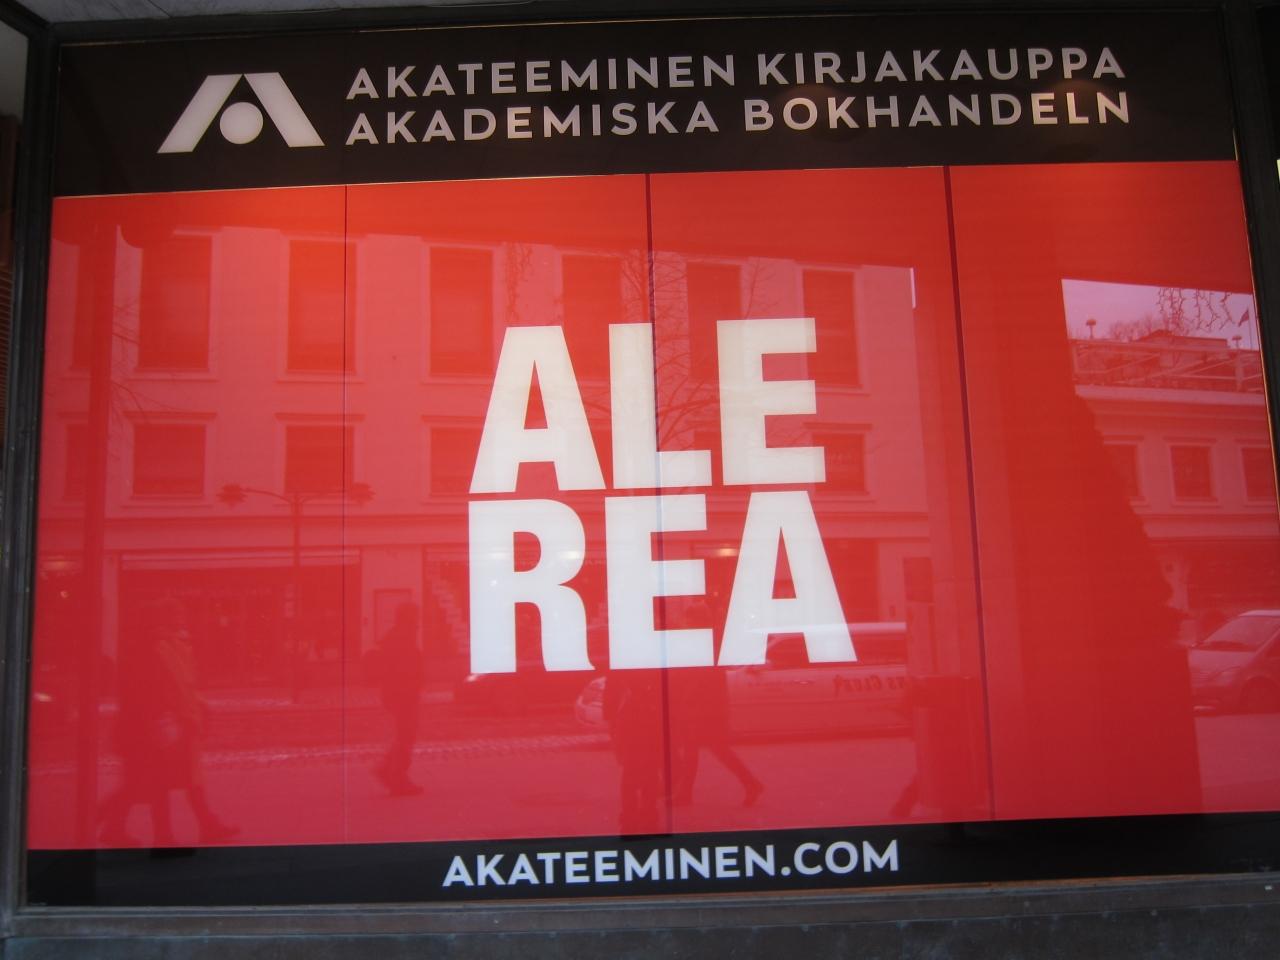 AKATEEMINEN KIRJAKAUPPA
AKADEMISKA BOKHANDELN
ALE
REA
AKATEEMINEN.COM